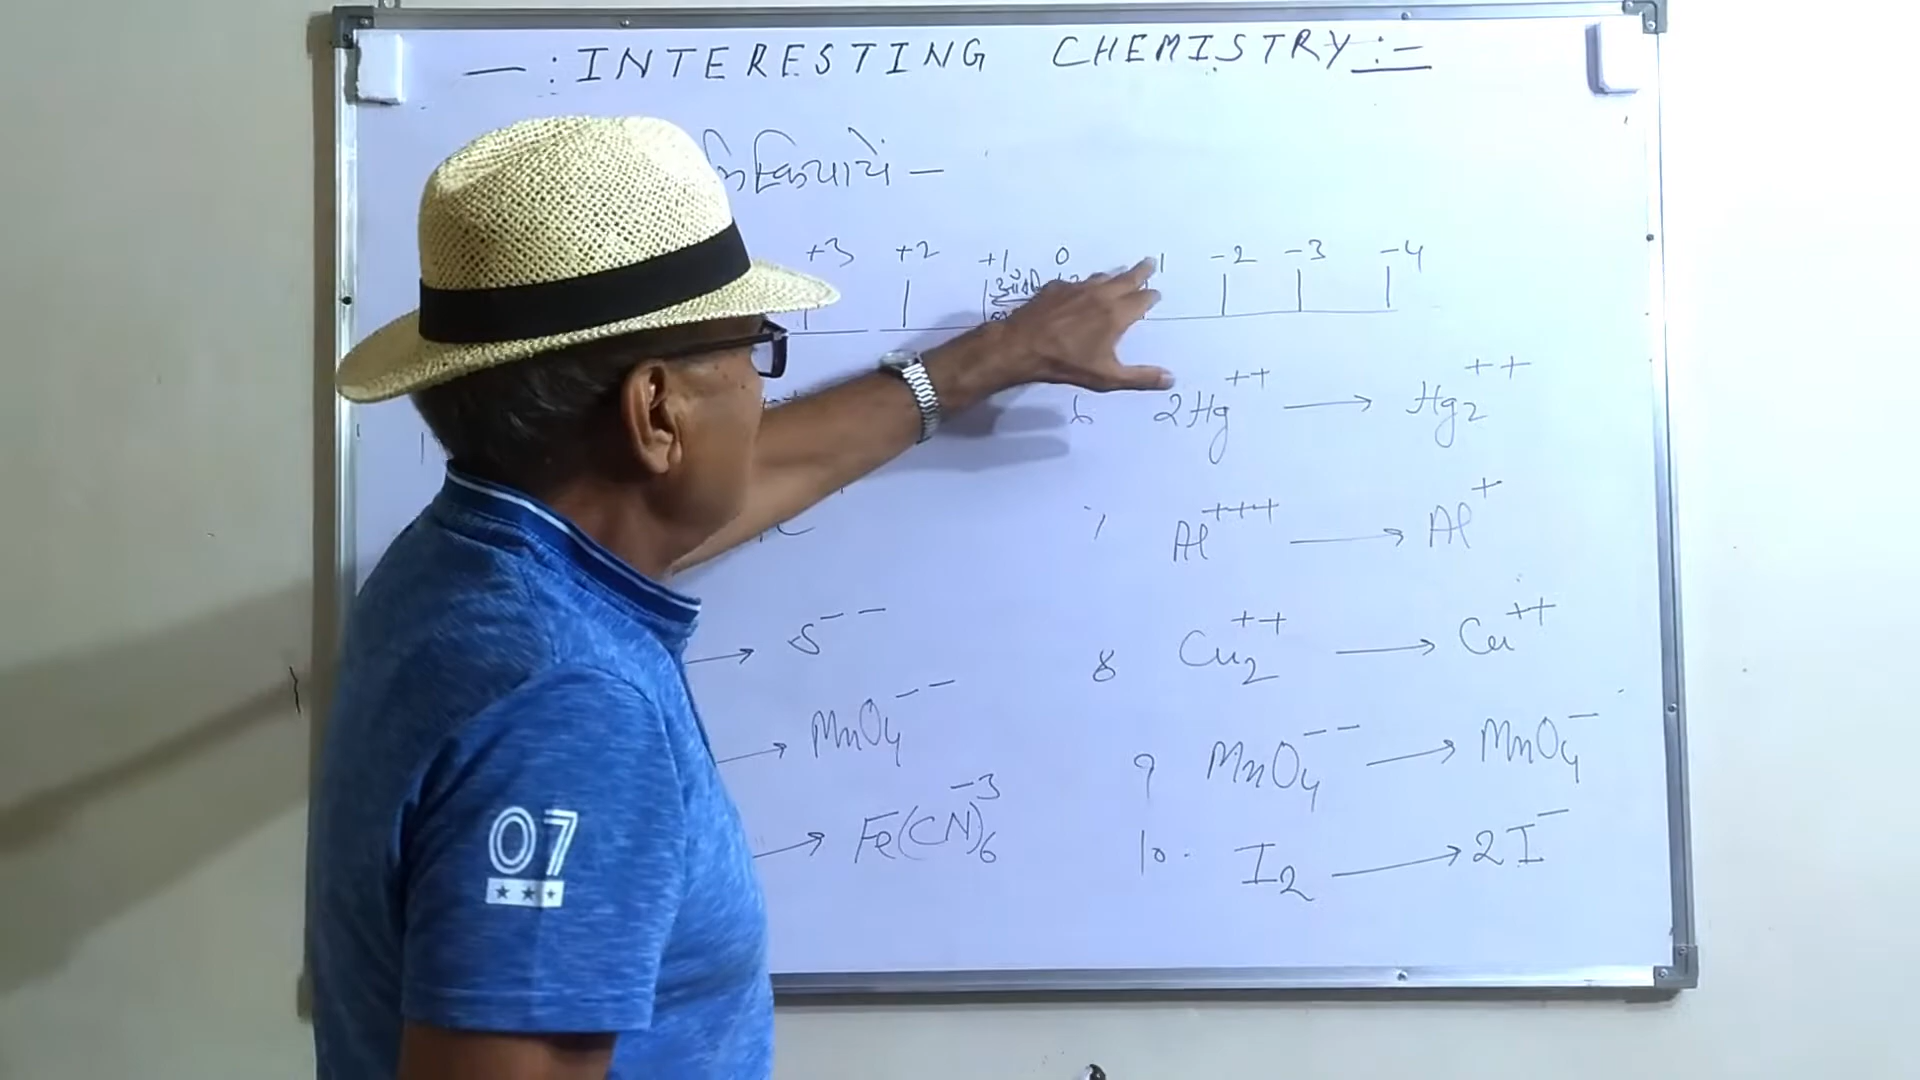 — : INTERESTING CHEMISTRY : —
+3 +2 +1 0 1 -2 -3 -4
6 2Hg⁺⁺ → Hg₂⁺⁺
7 Al⁺⁺⁺ → Al⁺
→ S⁻⁻
8 Cu₂⁺⁺ → Cu⁺⁺
→ MnO₄⁻⁻
9 MnO₄⁻⁻ → MnO₄⁻
→ Fe(CN)₆⁻³
10. I₂ → 2I⁻
07